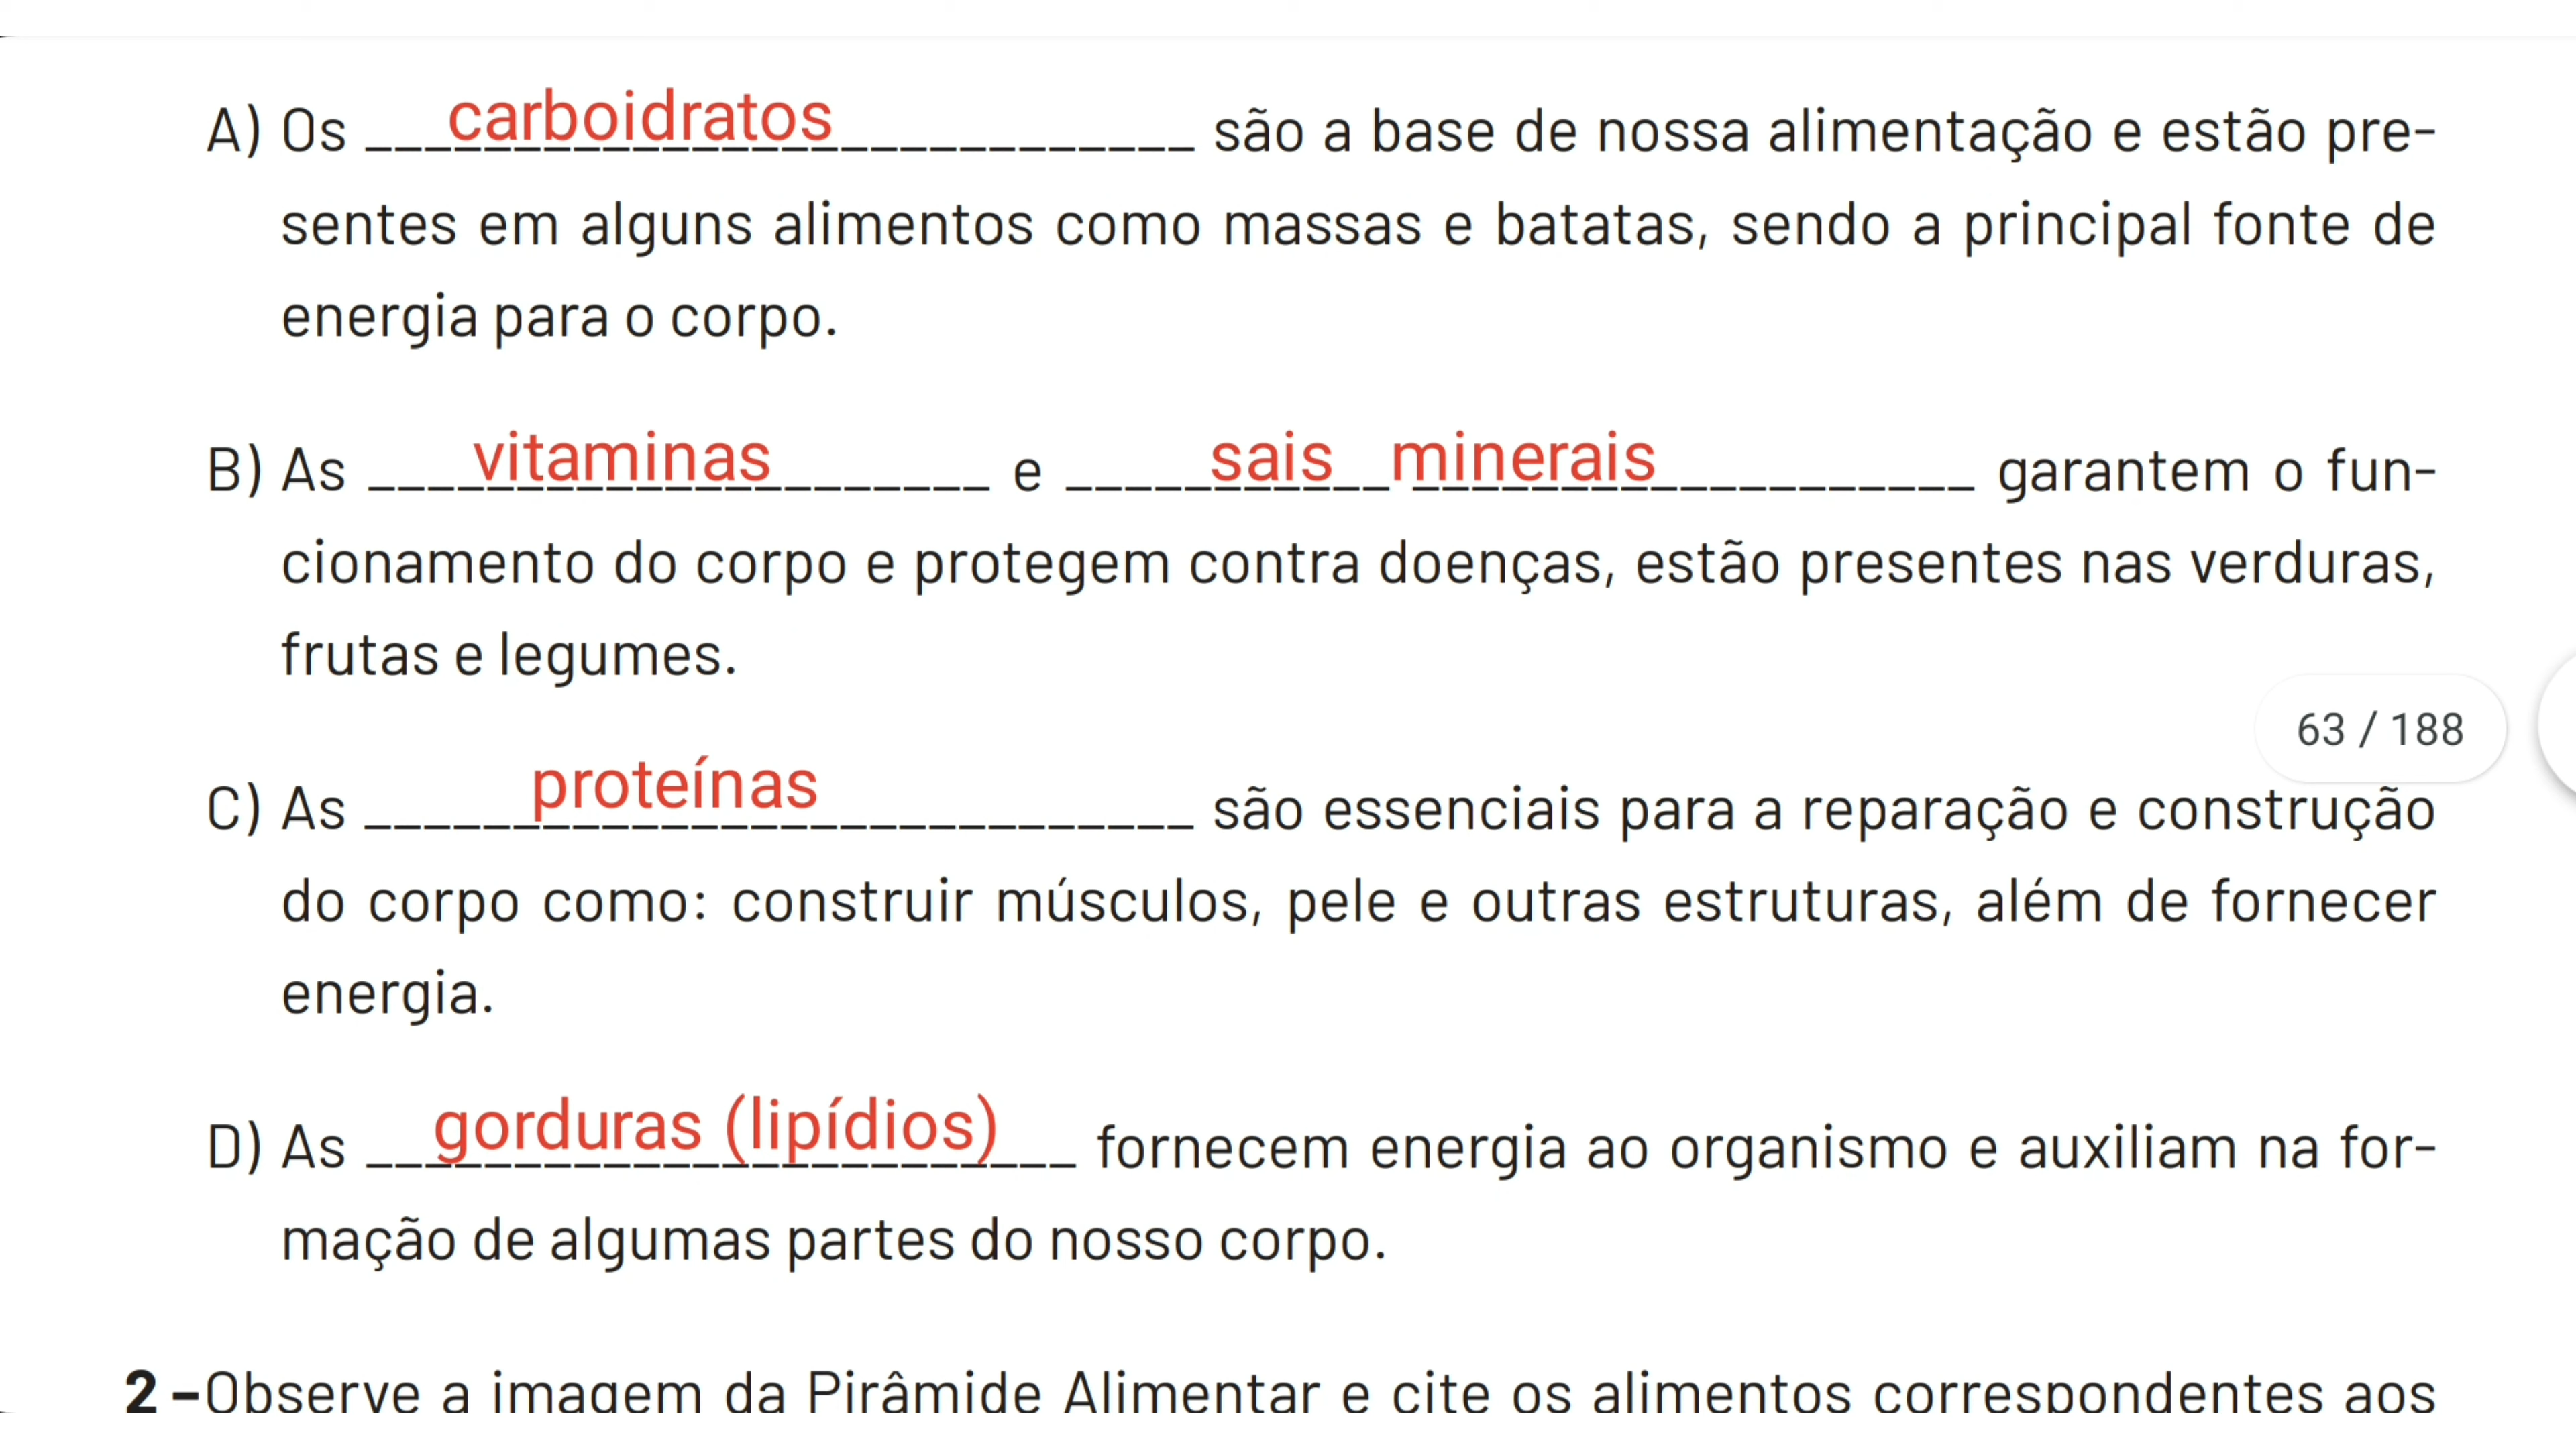 A) Os carboidratos são a base de nossa alimentação e estão pre-
sentes em alguns alimentos como massas e batatas, sendo a principal fonte de
energia para o corpo.
B) As vitaminas e sais minerais garantem o fun-
cionamento do corpo e protegem contra doenças, estão presentes nas verduras,
frutas e legumes.
63 / 188
C) As proteínas são essenciais para a reparação e construção
do corpo como: construir músculos, pele e outras estruturas, além de fornecer
energia.
D) As gorduras (lipídios) fornecem energia ao organismo e auxiliam na for-
mação de algumas partes do nosso corpo.
2 - Observe a imagem da Pirâmide Alimentar e cite os alimentos correspondentes aos